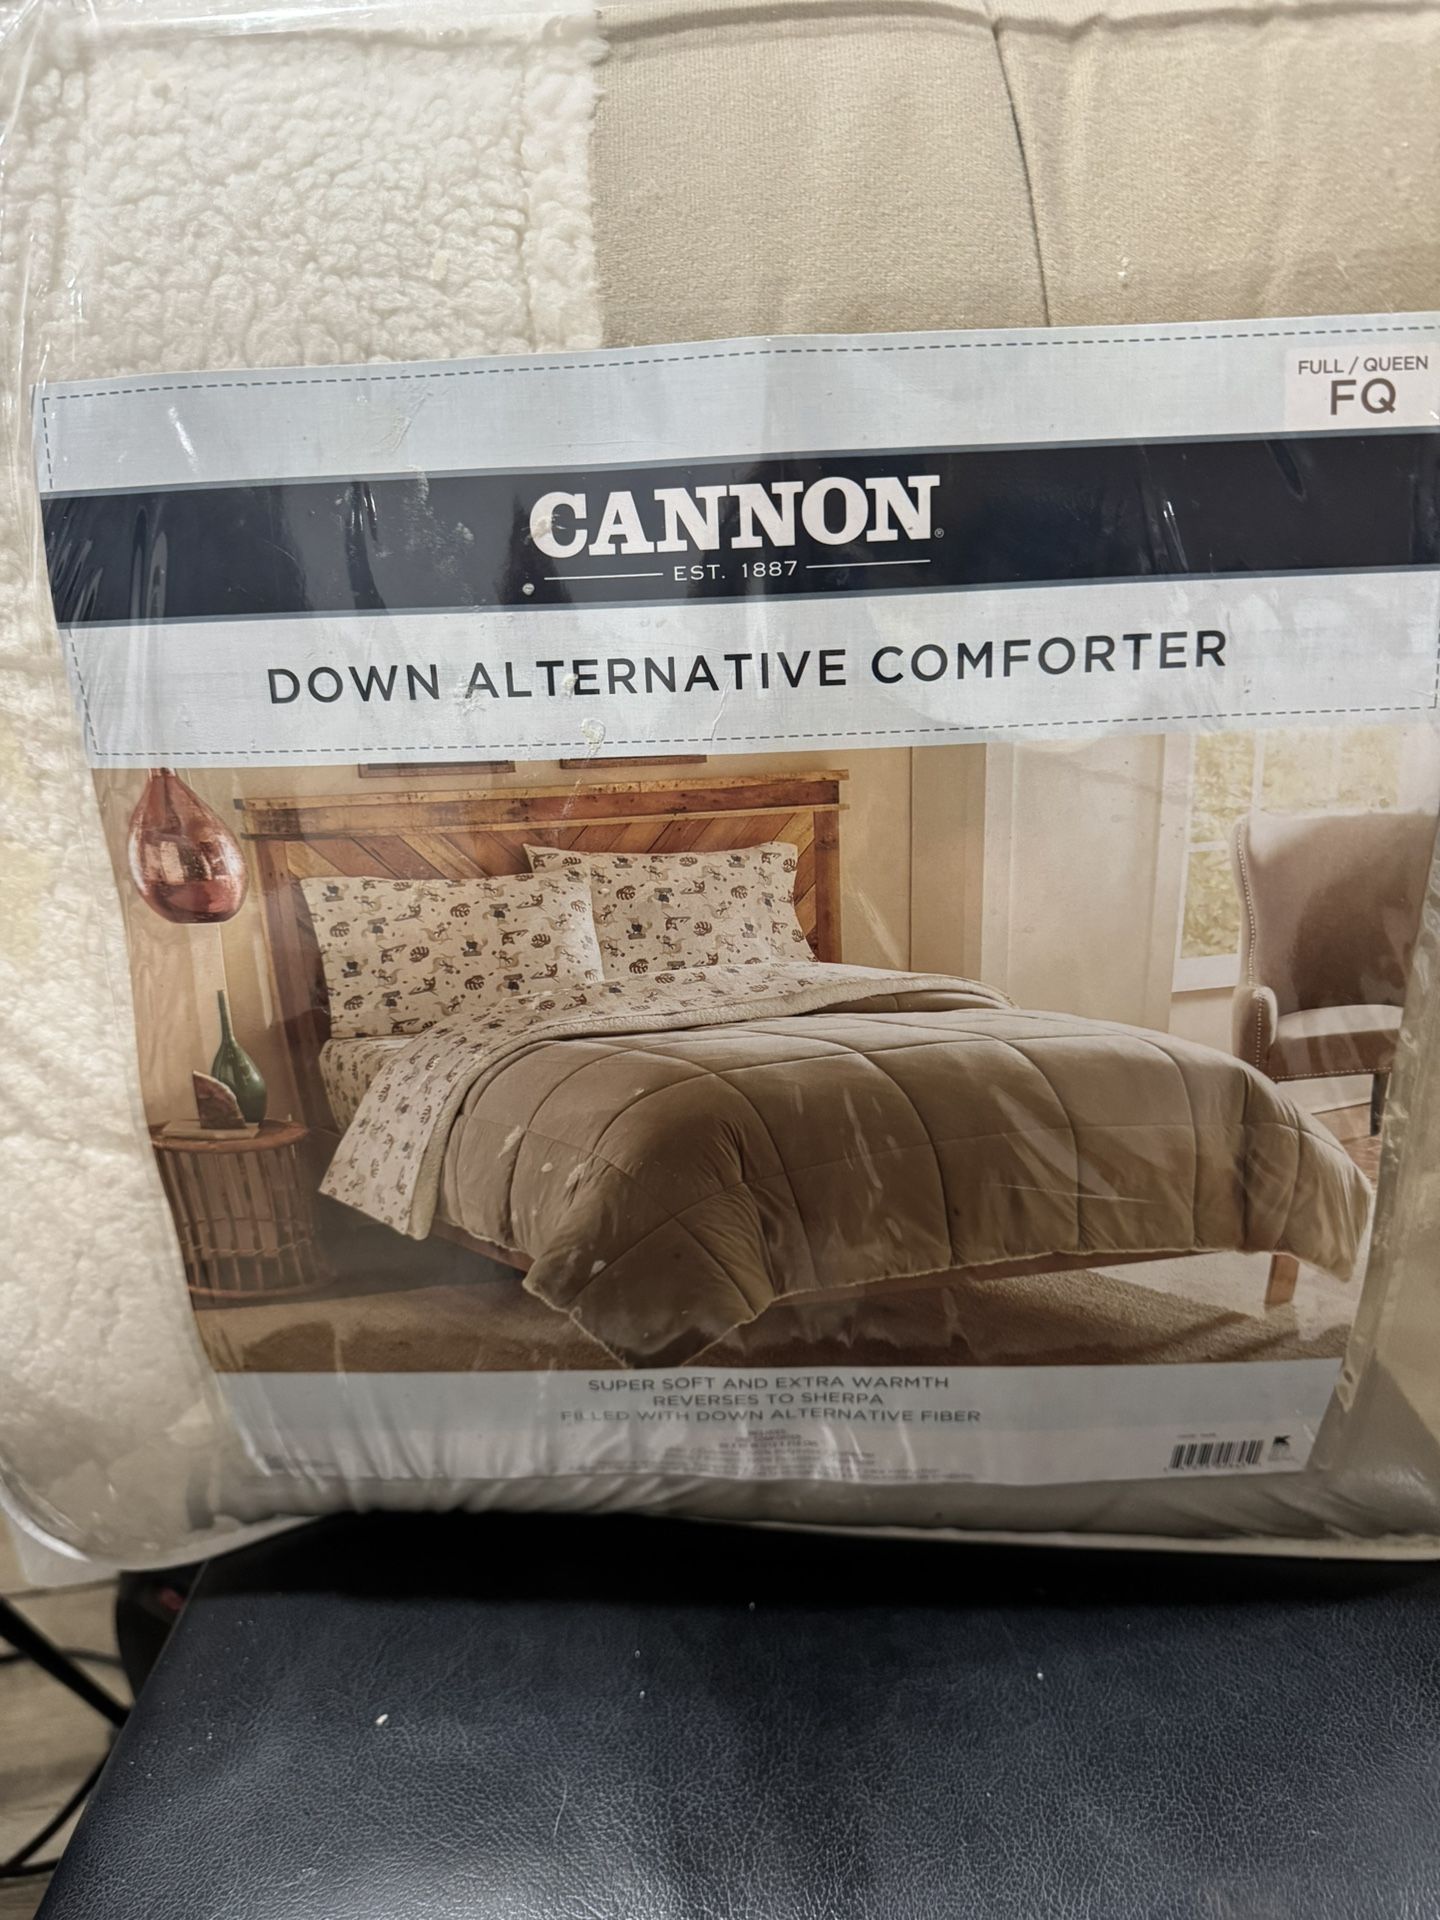 FULL / QUEEN
FQ
CANNON®
EST. 1887
DOWN ALTERNATIVE COMFORTER
SUPER SOFT AND EXTRA WARMTH
REVERSES TO SHERPA
FILLED WITH DOWN ALTERNATIVE FIBER